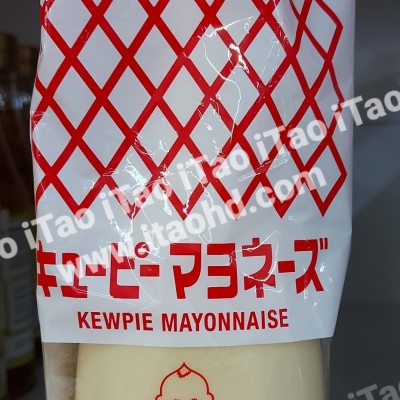 iTao iTao iTao iTao iTao iTao
www.itaohd.com
キユーピー マヨネーズ
KEWPIE MAYONNAISE